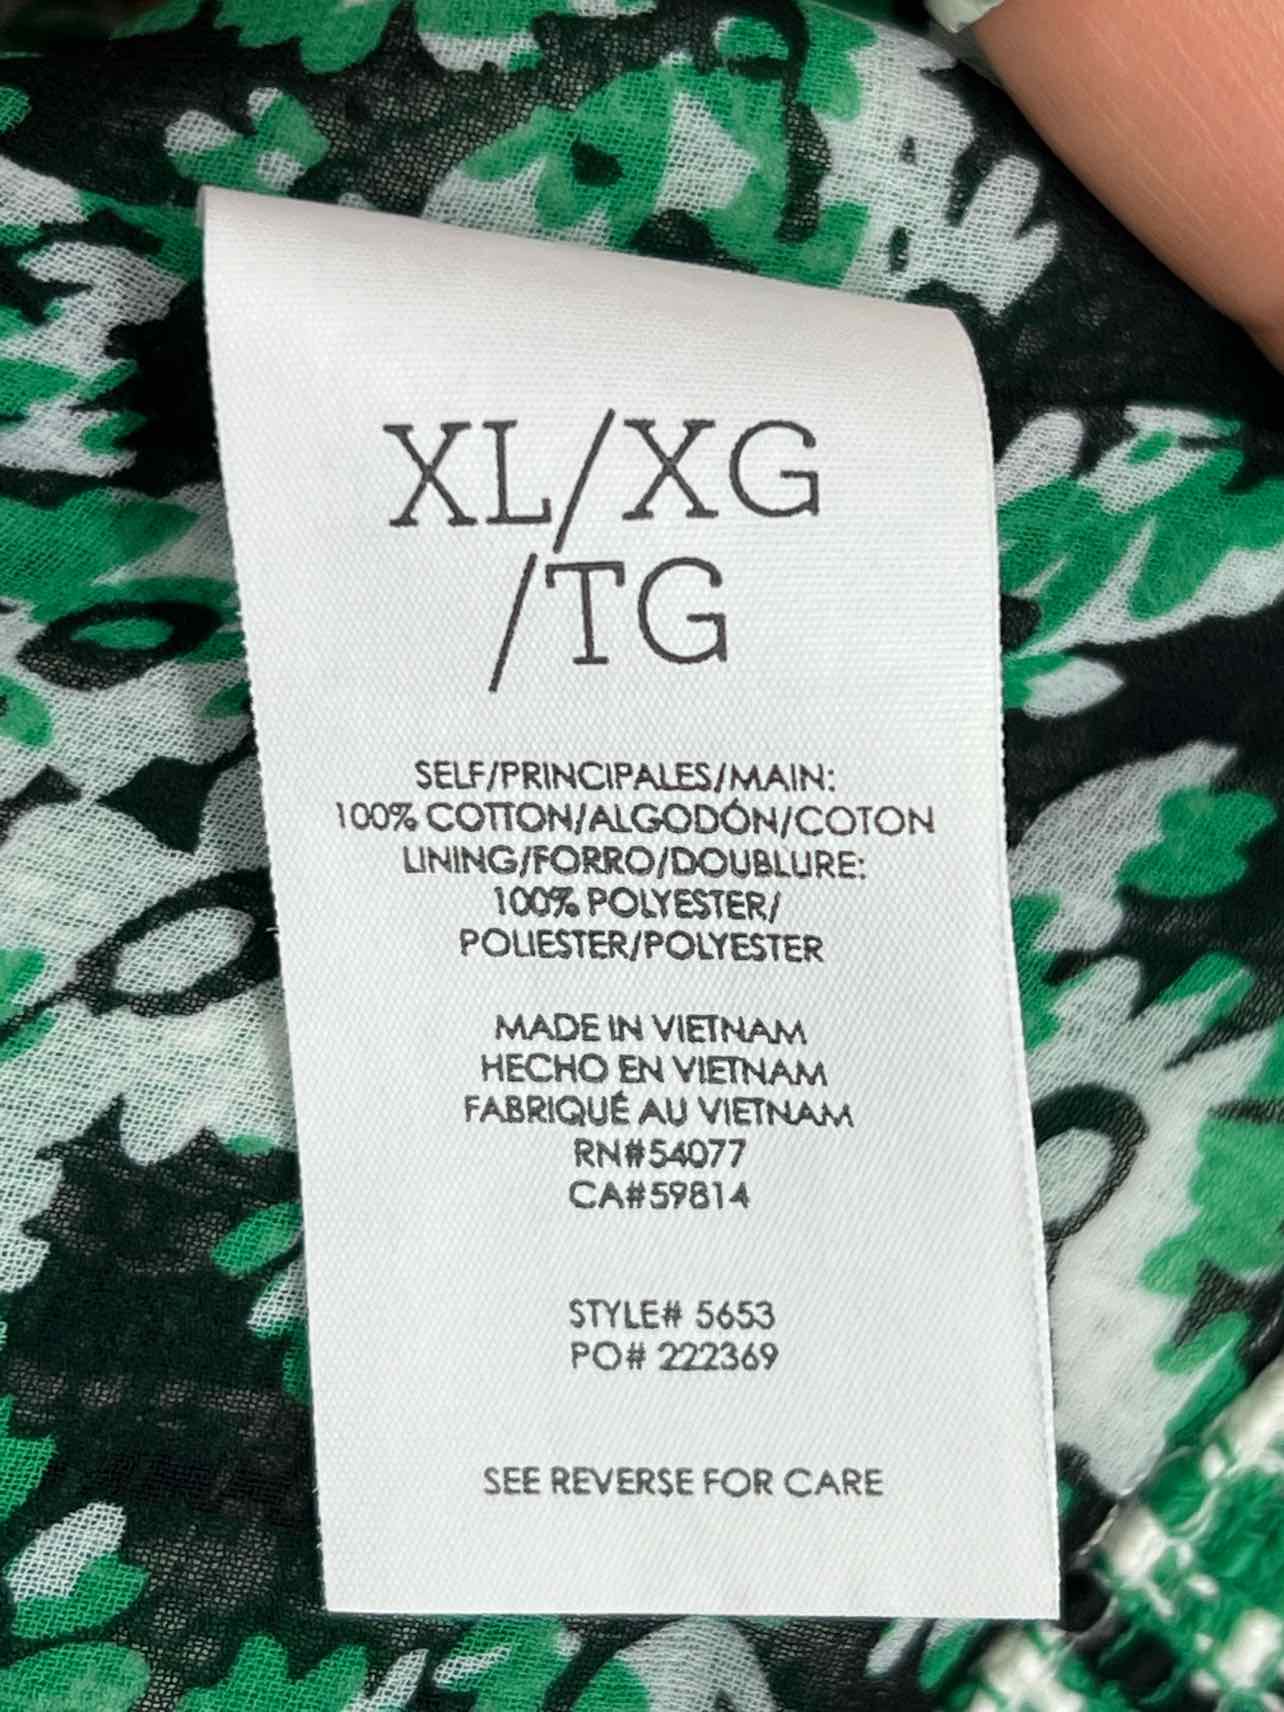 XL/XG
/TG
SELF/PRINCIPALES/MAIN:
100% COTTON/ALGODÓN/COTON
LINING/FORRO/DOUBLURE:
100% POLYESTER/
POLIESTER/POLYESTER
MADE IN VIETNAM
HECHO EN VIETNAM
FABRIQUÉ AU VIETNAM
RN#54077
CA#59814
STYLE# 5653
PO# 222369
SEE REVERSE FOR CARE